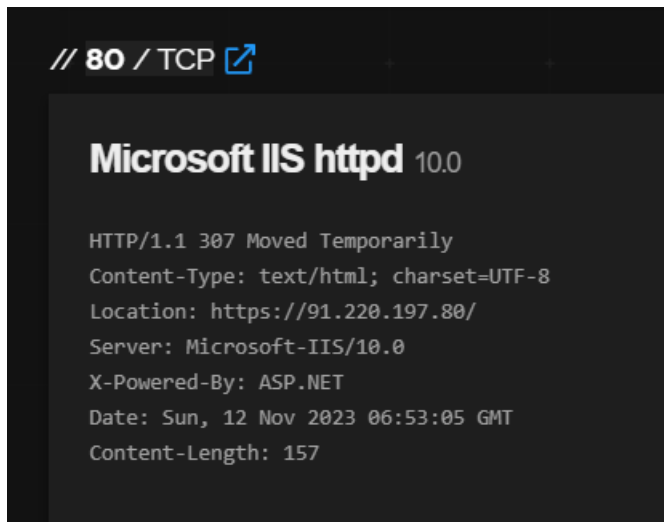 // 80 / TCP
Microsoft IIS httpd 10.0
HTTP/1.1 307 Moved Temporarily
Content-Type: text/html; charset=UTF-8
Location: https://91.220.197.80/
Server: Microsoft-IIS/10.0
X-Powered-By: ASP.NET
Date: Sun, 12 Nov 2023 06:53:05 GMT
Content-Length: 157